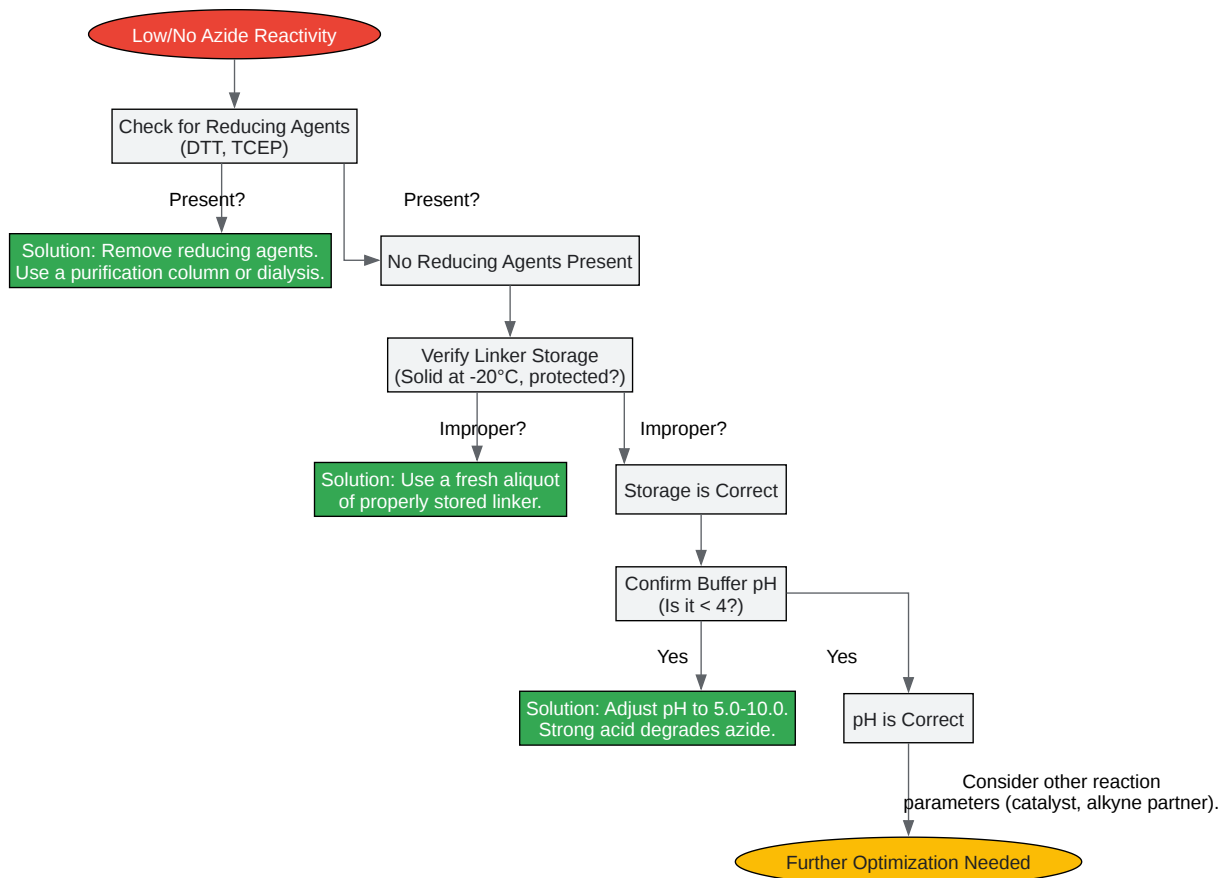 Low/No Azide Reactivity
Check for Reducing Agents
(DTT, TCEP)
Present?
Present?
Solution: Remove reducing agents.
Use a purification column or dialysis.
No Reducing Agents Present
Verify Linker Storage
(Solid at -20°C, protected?)
Improper?
Improper?
Solution: Use a fresh aliquot
of properly stored linker.
Storage is Correct
Confirm Buffer pH
(Is it < 4?)
Yes
Yes
Solution: Adjust pH to 5.0-10.0.
Strong acid degrades azide.
pH is Correct
Consider other reaction
parameters (catalyst, alkyne partner).
Further Optimization Needed